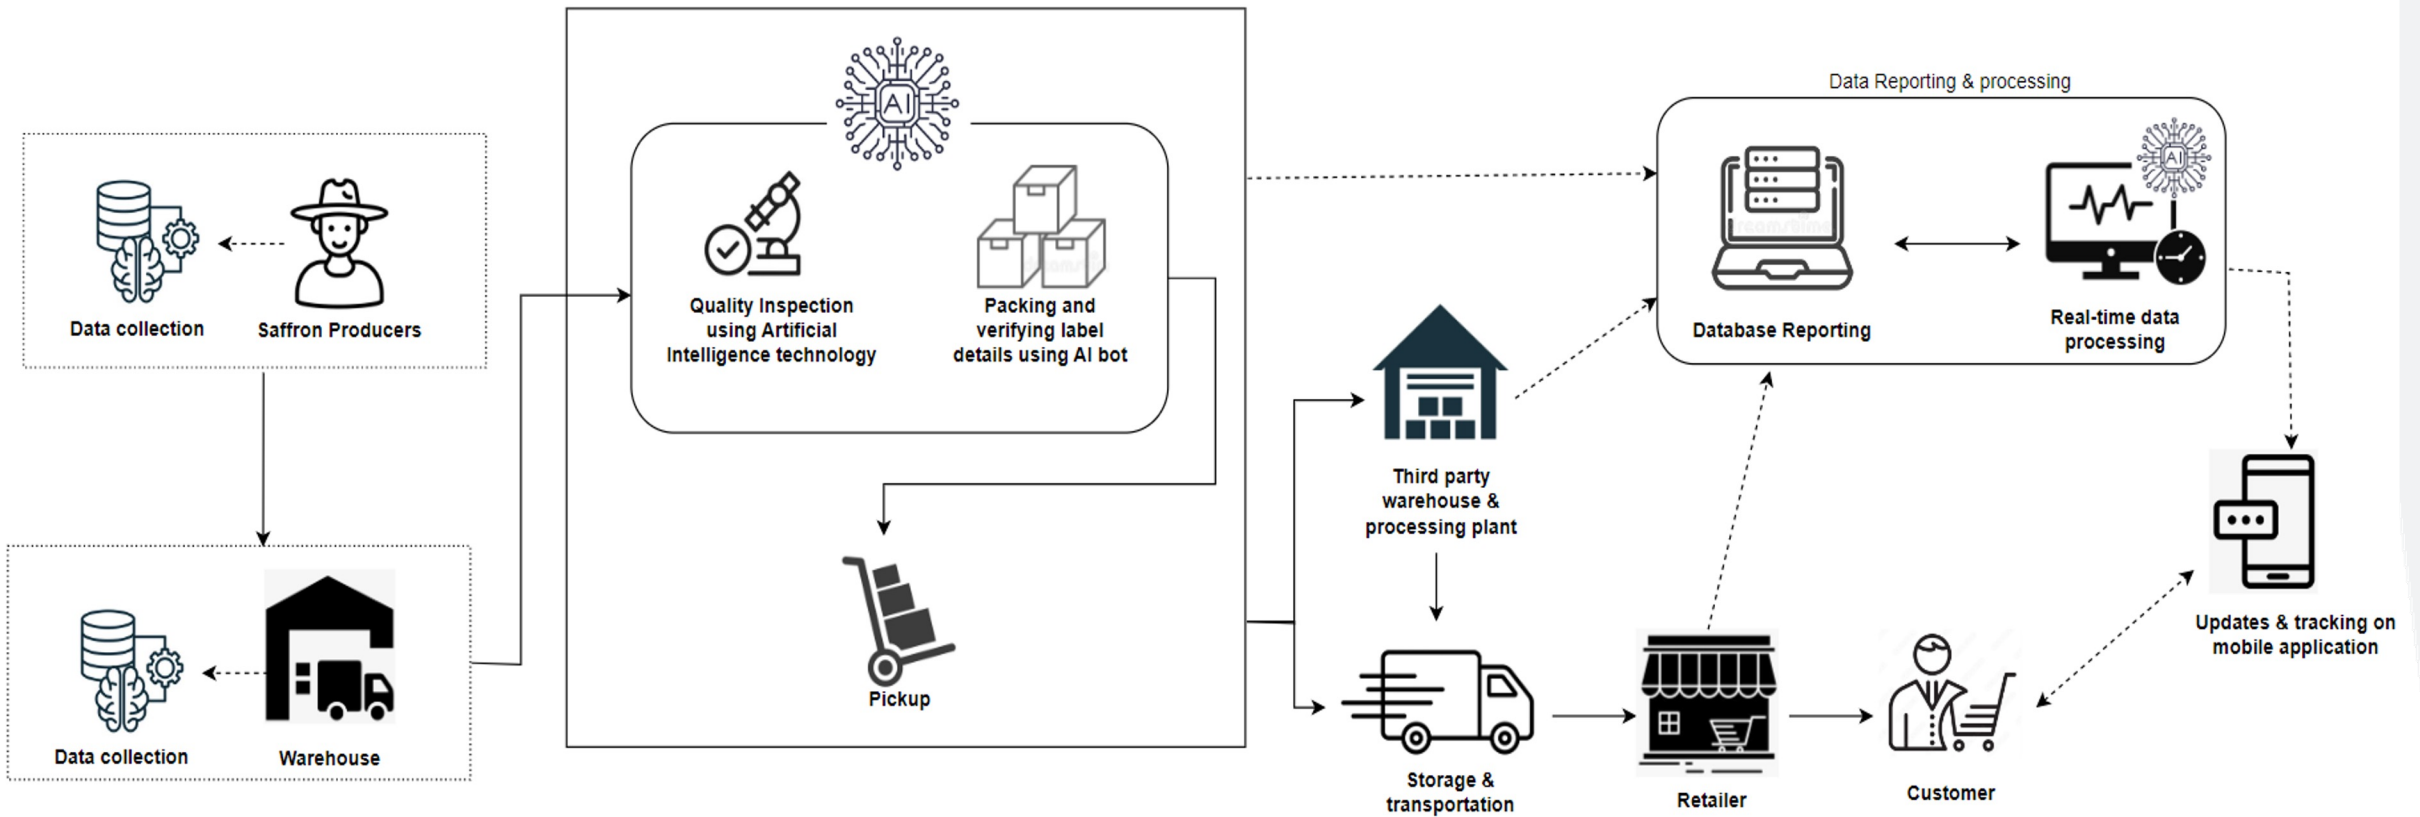 Data collection
Saffron Producers
Data collection
Warehouse
AI
Quality Inspection
using Artificial
Intelligence technology
Packing and
verifying label
details using AI bot
Pickup
Third party
warehouse &
processing plant
Storage &
transportation
Retailer
Customer
Data Reporting & processing
AI
Database Reporting
Real-time data
processing
Updates & tracking on
mobile application